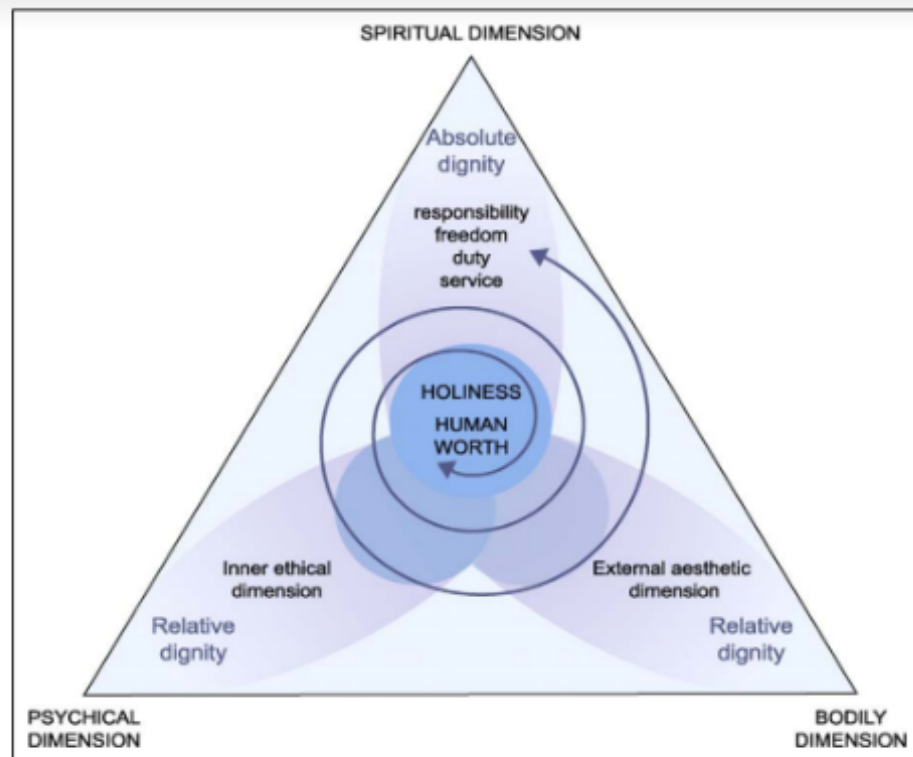 SPIRITUAL DIMENSION
Absolute
dignity
responsibility
freedom
duty
service
HOLINESS
HUMAN
WORTH
Inner ethical
dimension
External aesthetic
dimension
Relative
dignity
Relative
dignity
PSYCHICAL
DIMENSION
BODILY
DIMENSION